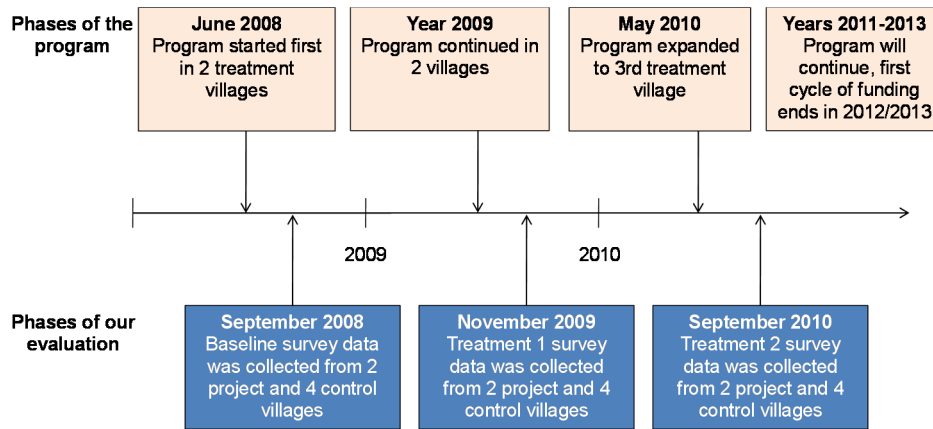 Phases of the
program
June 2008
Program started first
in 2 treatment
villages
Year 2009
Program continued in
2 villages
May 2010
Program expanded
to 3rd treatment
village
Years 2011-2013
Program will
continue, first
cycle of funding
ends in 2012/2013
2009
2010
Phases of our
evaluation
September 2008
Baseline survey data
was collected from 2
project and 4 control
villages
November 2009
Treatment 1 survey
data was collected
from 2 project and 4
control villages
September 2010
Treatment 2 survey
data was collected
from 2 project and 4
control villages